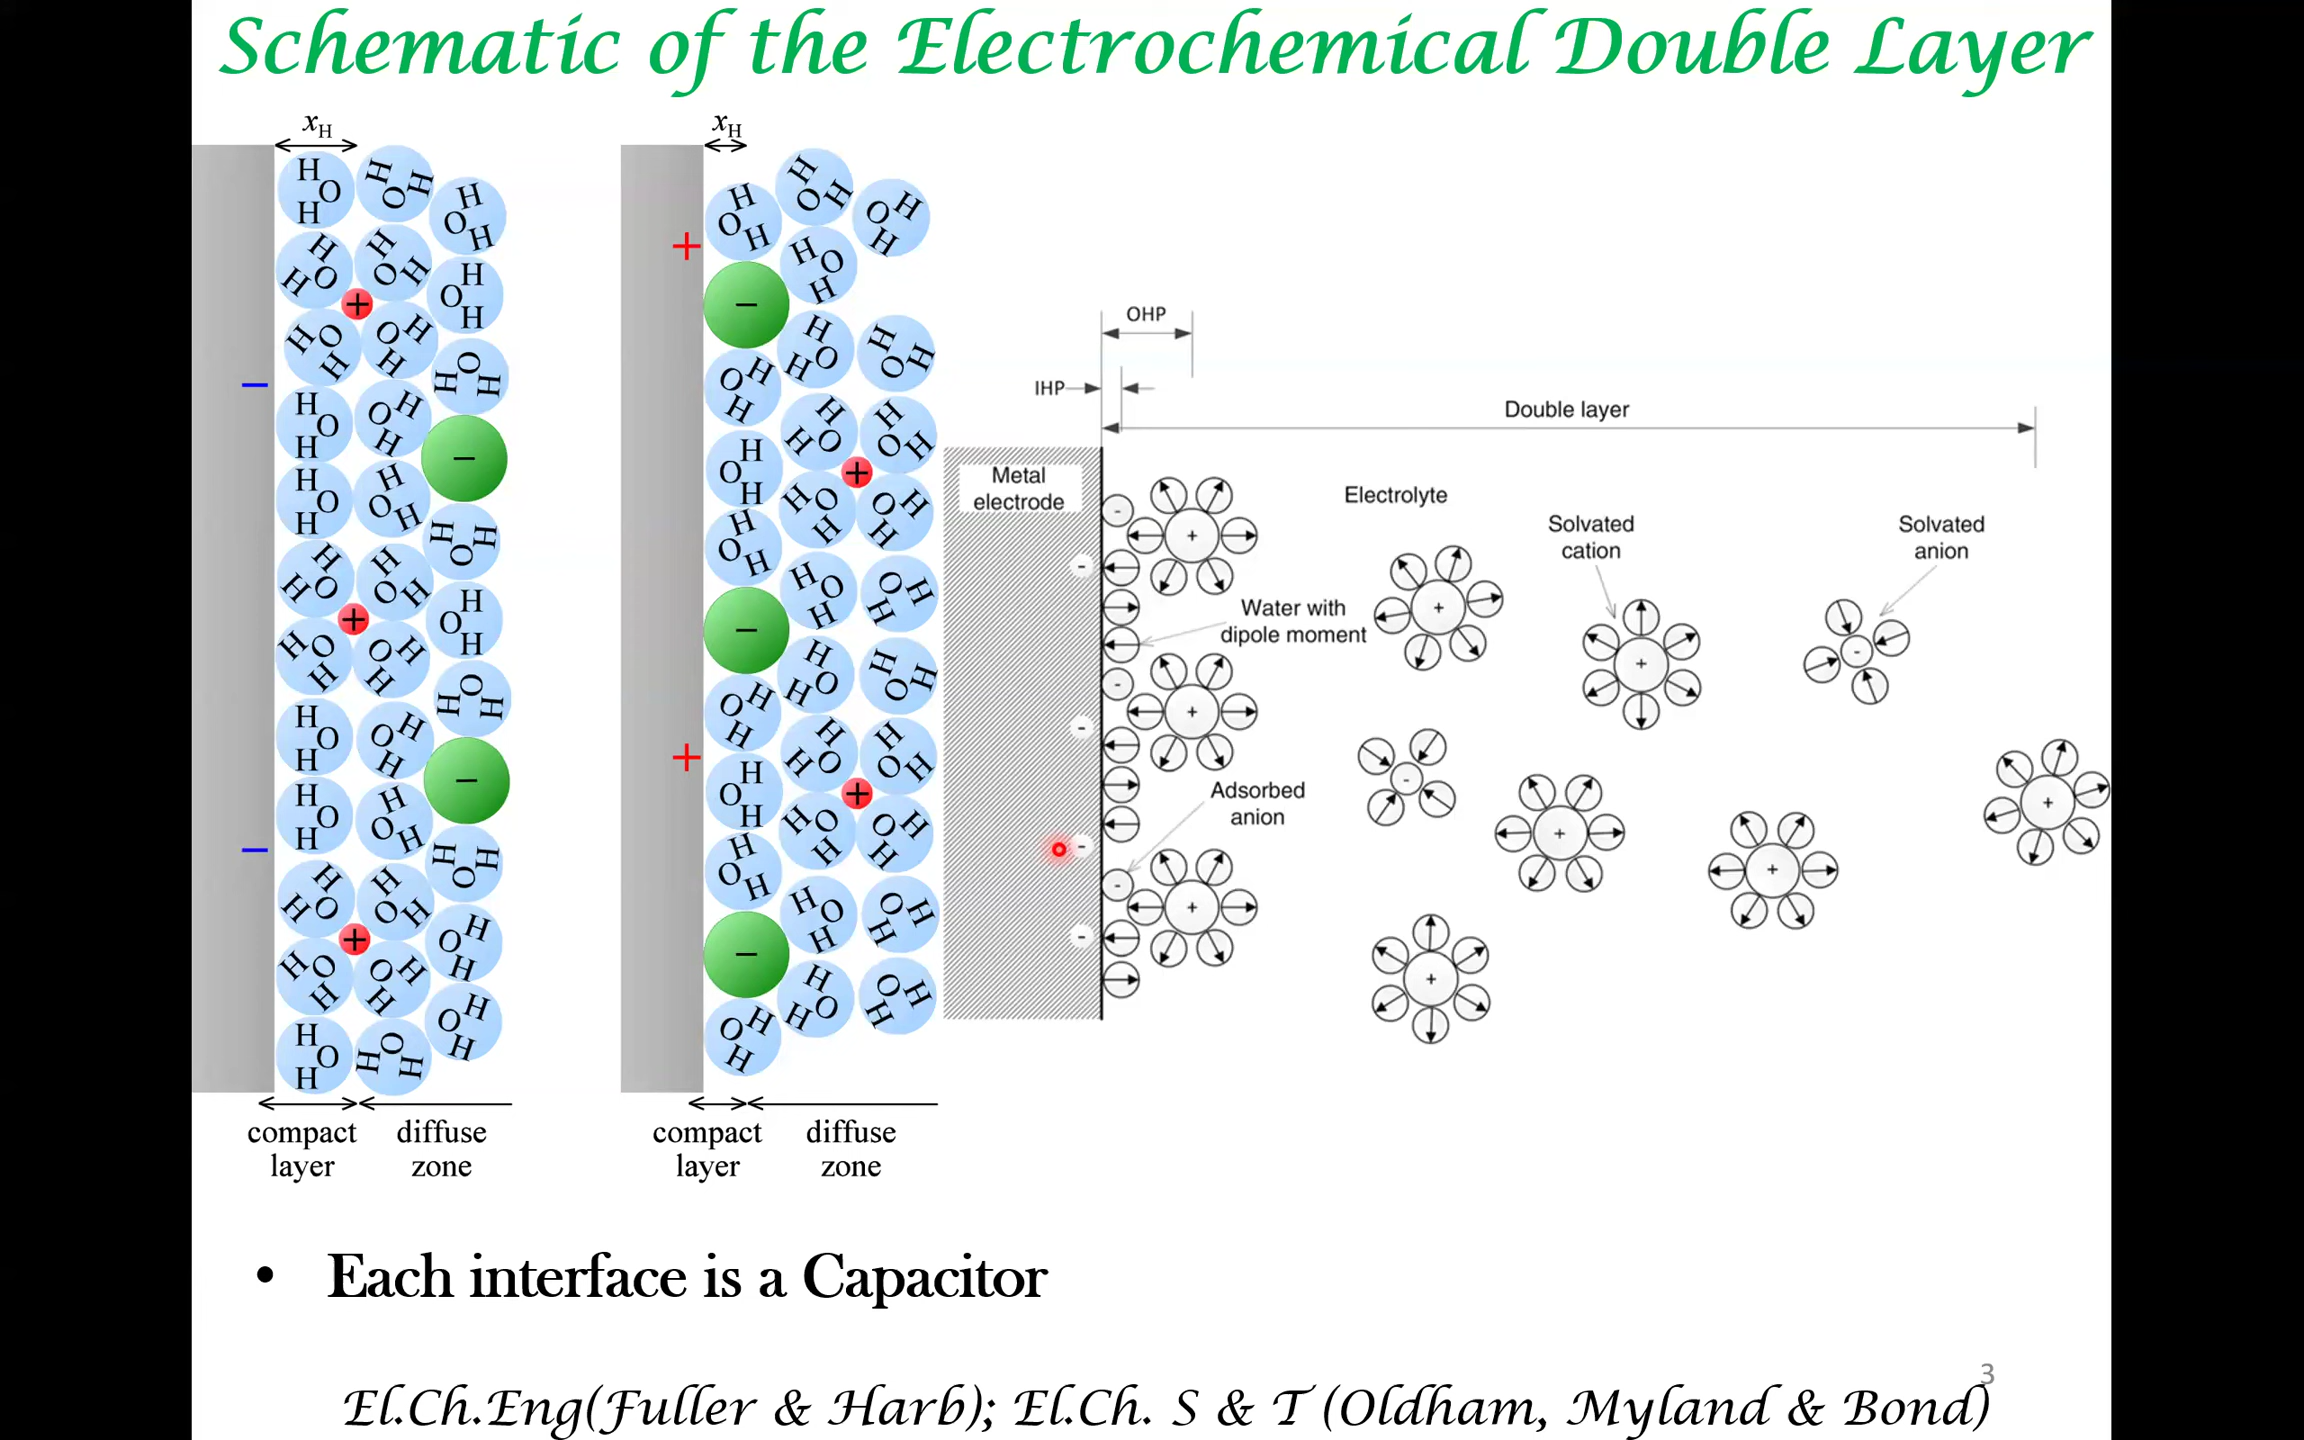 Schematic of the Electrochemical Double Layer
xH
xH
OHP
IHP
Double layer
Metal
electrode
Electrolyte
Solvated
cation
Solvated
anion
Water with
dipole moment
Adsorbed
anion
compact
layer
diffuse
zone
compact
layer
diffuse
zone
• Each interface is a Capacitor
3
El.Ch.Eng(Fuller & Harb); El.Ch. S & T (Oldham, Myland & Bond)